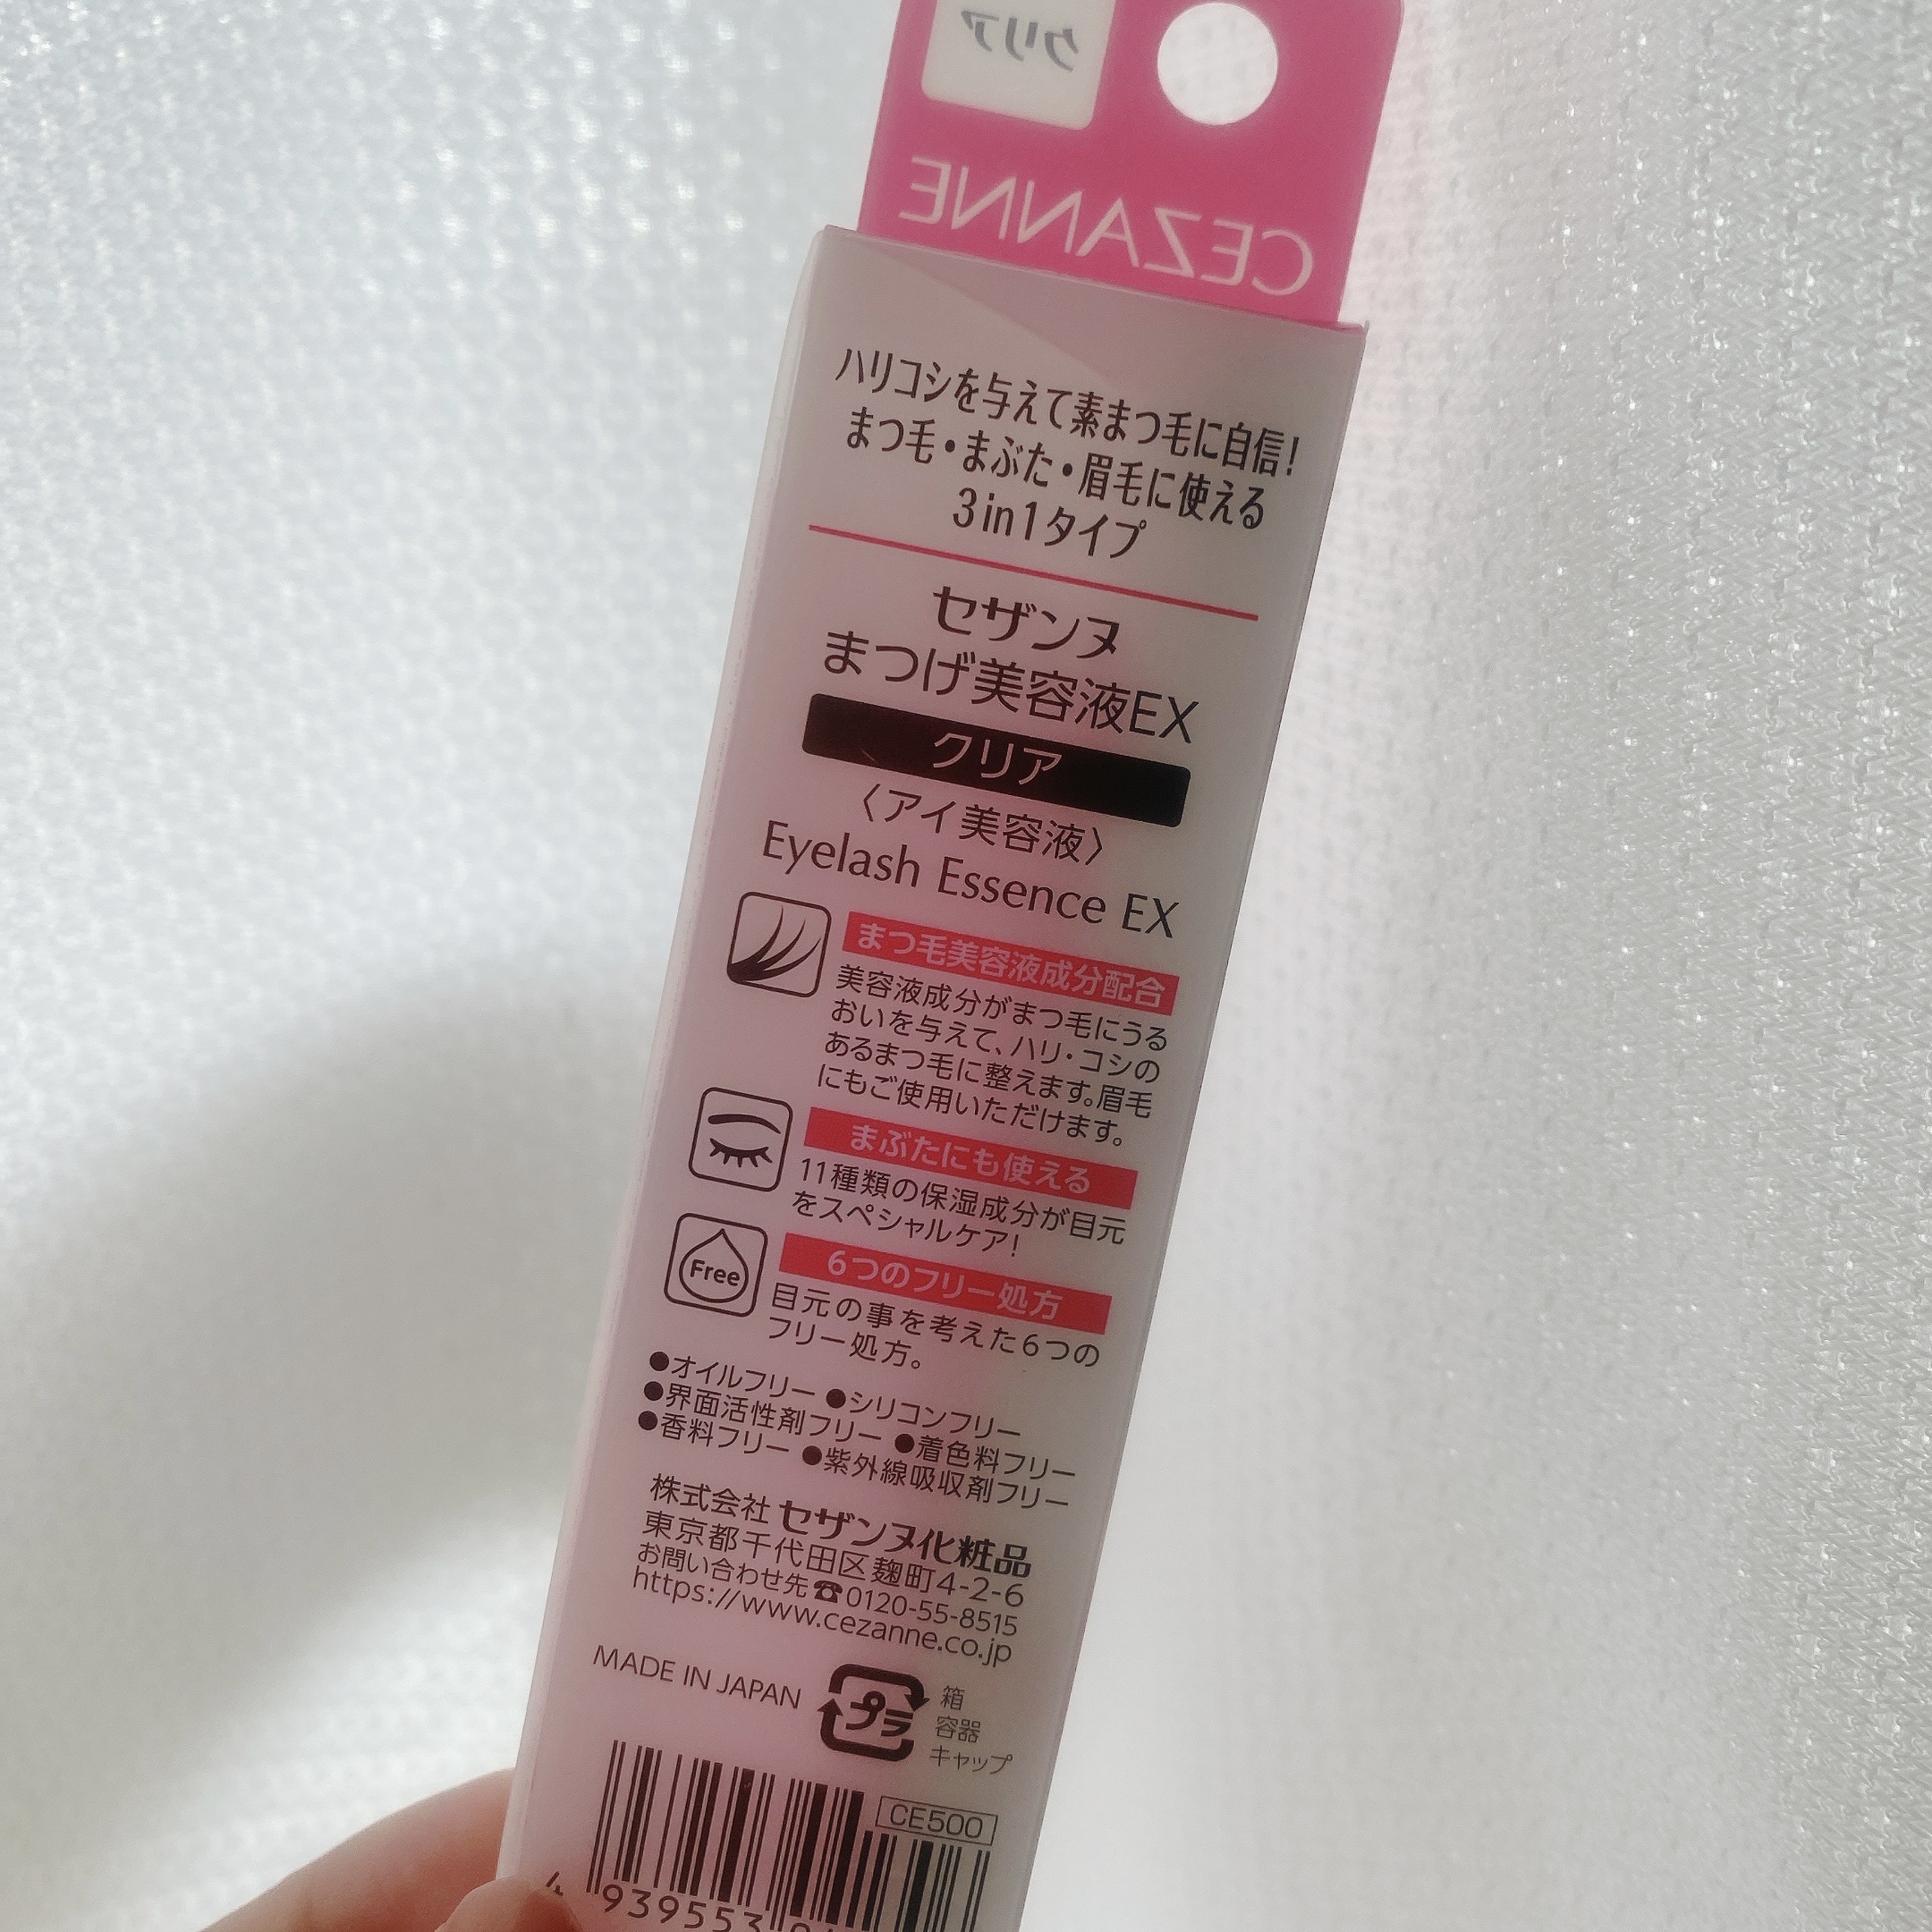 クリア
CEZANNE
ハリコシを与えて素まつ毛に自信!
まつ毛・まぶた・眉毛に使える
3in1タイプ
セザンヌ
まつげ美容液EX
クリア
〈アイ美容液〉
Eyelash Essence EX
まつ毛美容液成分配合
美容液成分がまつ毛にうる
おいを与えて、ハリ・コシの
あるまつ毛に整えます。眉毛
にもご使用いただけます。
まぶたにも使える
11種類の保湿成分が目元
をスペシャルケア!
Free
6つのフリー処方
目元の事を考えた6つの
フリー処方。
●オイルフリー ●シリコンフリー
●界面活性剤フリー ●着色料フリー
●香料フリー ●紫外線吸収剤フリー
株式会社 セザンヌ化粧品
東京都千代田区麹町4-2-6
お問い合わせ先☎0120-55-8515
https://www.cezanne.co.jp
MADE IN JAPAN
プラ
箱
容器
キャップ
CE500
4 939553